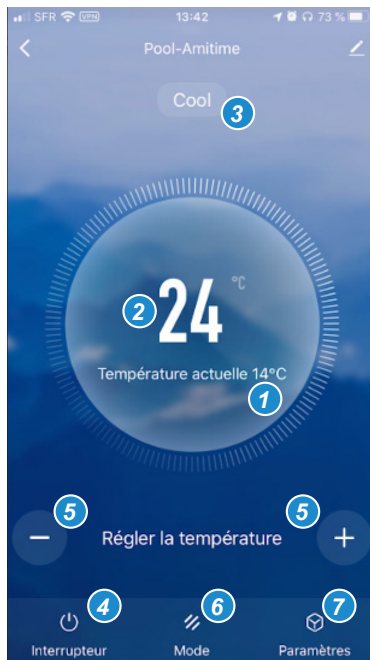 SFR VPN 13:42 73 %
Pool-Amitime
Cool
3
2 24 °C
Température actuelle 14°C
1
5 5
− Régler la température +
4 6 7
Interrupteur Mode Paramètres